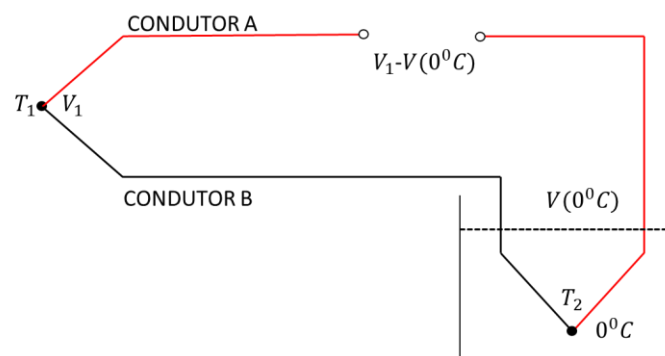 CONDUTOR A
V₁-V(0⁰C)
T₁ V₁
CONDUTOR B
V(0⁰C)
T₂
0⁰C